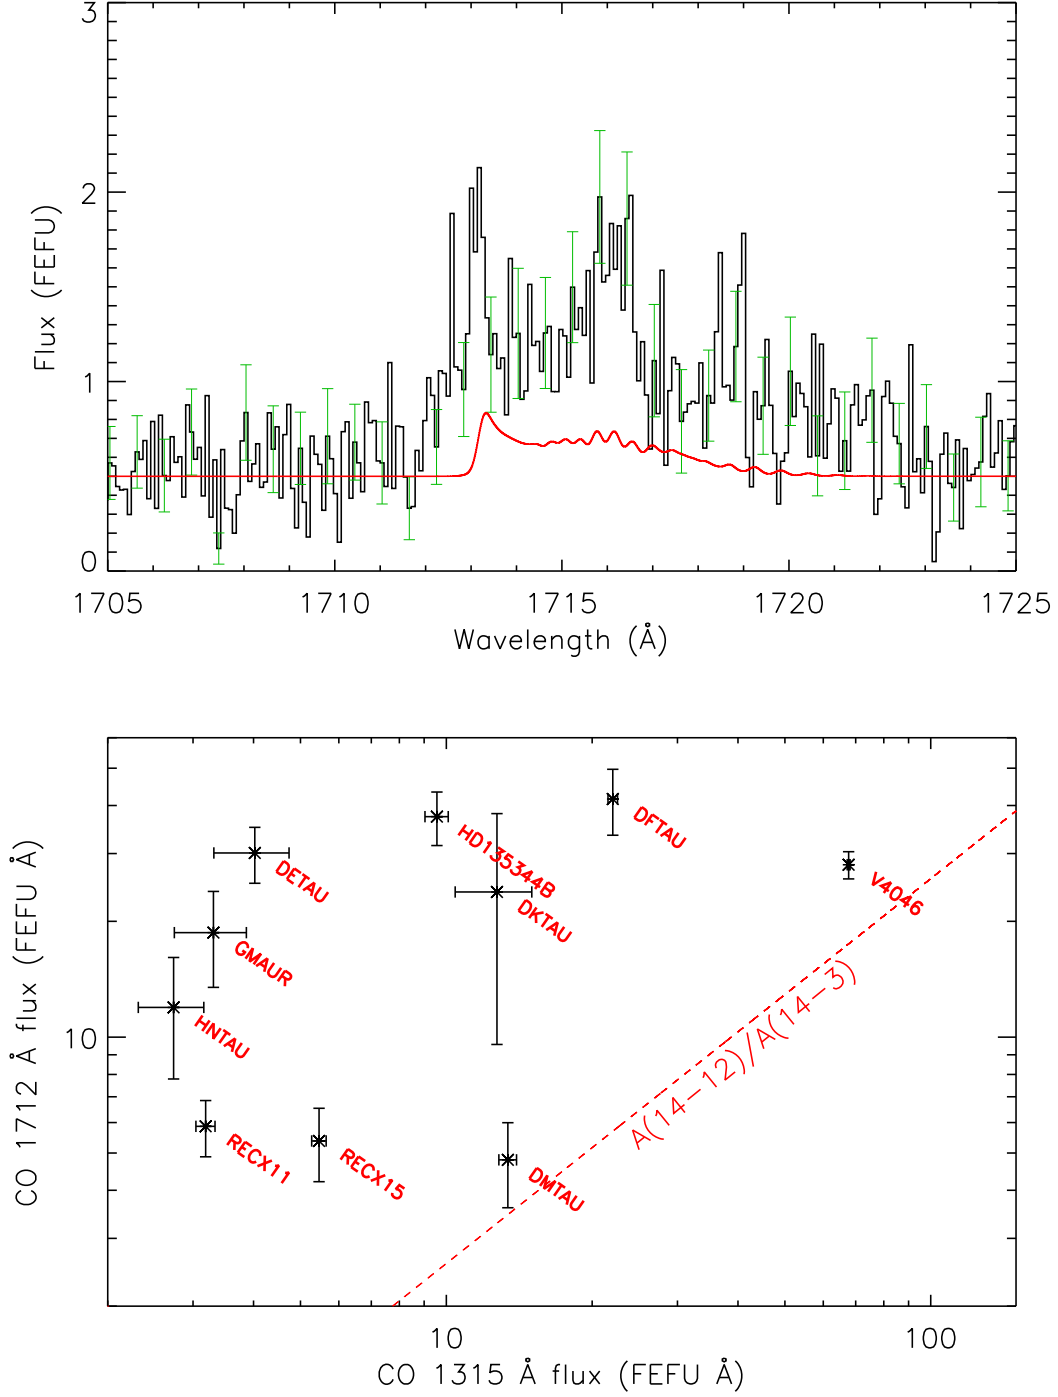 3
2
1
0
Flux (FEFU)
1705 1710 1715 1720 1725
Wavelength (Å)
CO 1712 Å flux (FEFU Å)
10
DFTAU
HD135344B
DETAU
V4046
DKTAU
GMAUR
HNTAU
A(14−12)/A(14−3)
RECX11
RECX15
DMTAU
10 100
CO 1315 Å flux (FEFU Å)